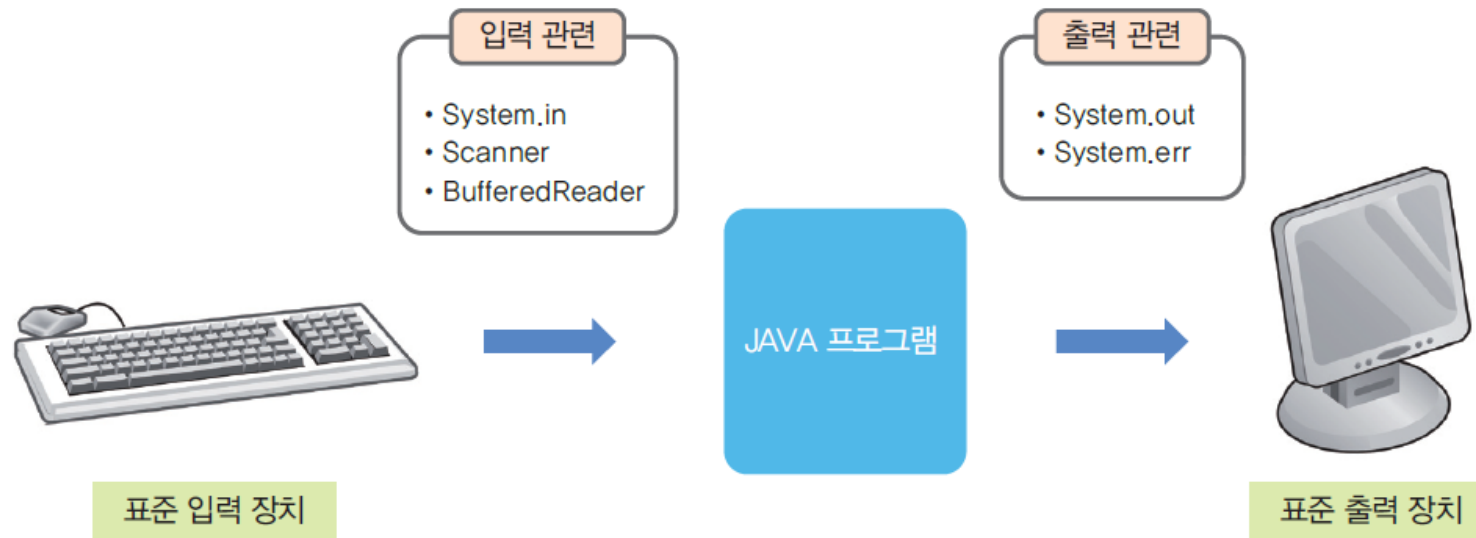 입력 관련
• System.in
• Scanner
• BufferedReader
출력 관련
• System.out
• System.err
JAVA 프로그램
표준 입력 장치
표준 출력 장치